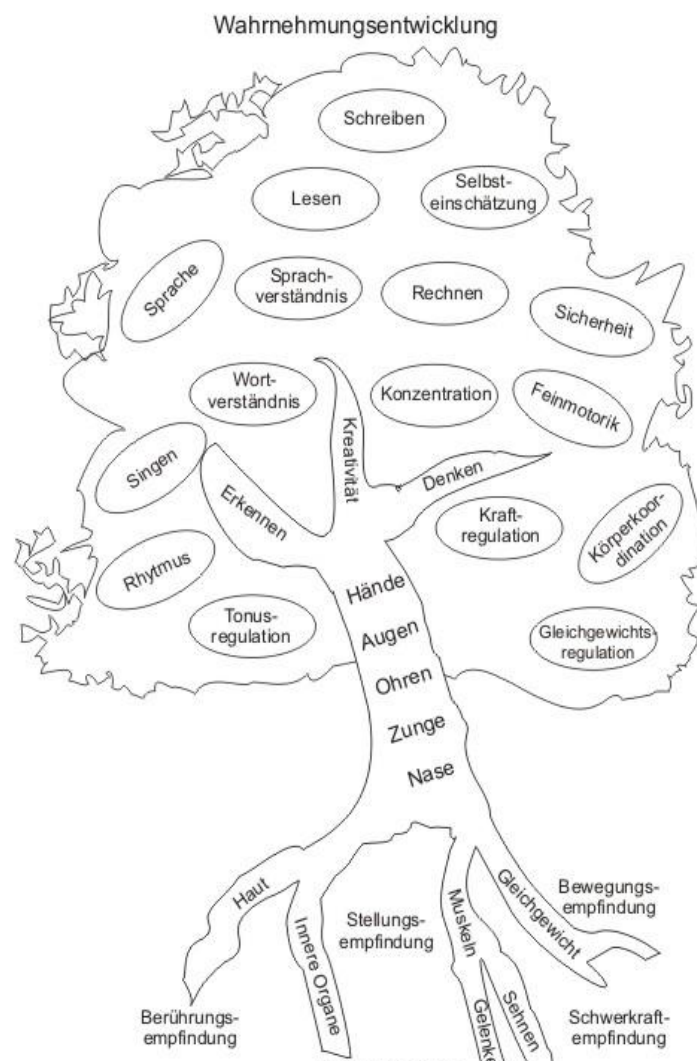 Wahrnehmungsentwicklung
Schreiben
Lesen
Selbst-
einschätzung
Sprache
Sprach-
verständnis
Rechnen
Sicherheit
Wort-
verständnis
Kreativität
Konzentration
Feinmotorik
Singen
Erkennen
Denken
Kraft-
regulation
Körperkoor-
dination
Rhytmus
Tonus-
regulation
Gleichgewichts-
regulation
Hände
Augen
Ohren
Zunge
Nase
Haut
Innere Organe
Stellungs-
empfindung
Muskeln
Gleichgewicht
Bewegungs-
empfindung
Berührungs-
empfindung
Gelenke
Sehnen
Schwerkraft-
empfindung